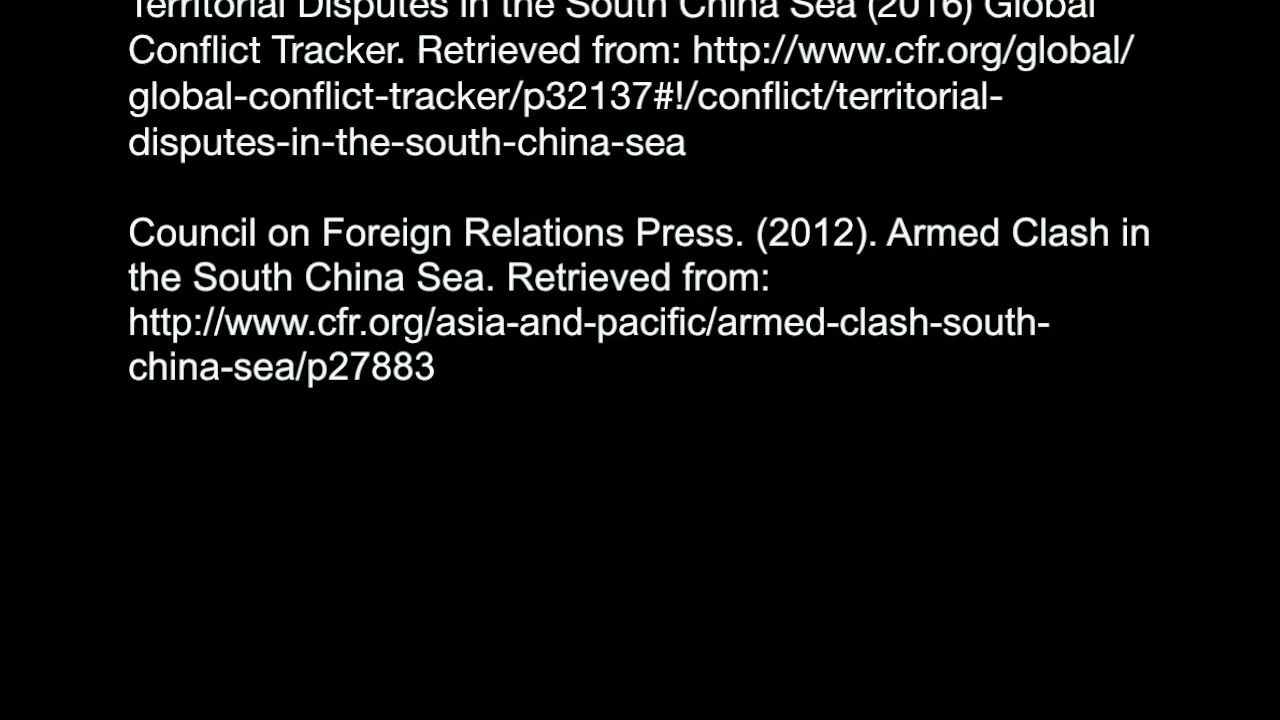 Territorial Disputes in the South China Sea (2016) Global
Conflict Tracker. Retrieved from: http://www.cfr.org/global/
global-conflict-tracker/p32137#!/conflict/territorial-
disputes-in-the-south-china-sea
Council on Foreign Relations Press. (2012). Armed Clash in
the South China Sea. Retrieved from:
http://www.cfr.org/asia-and-pacific/armed-clash-south-
china-sea/p27883